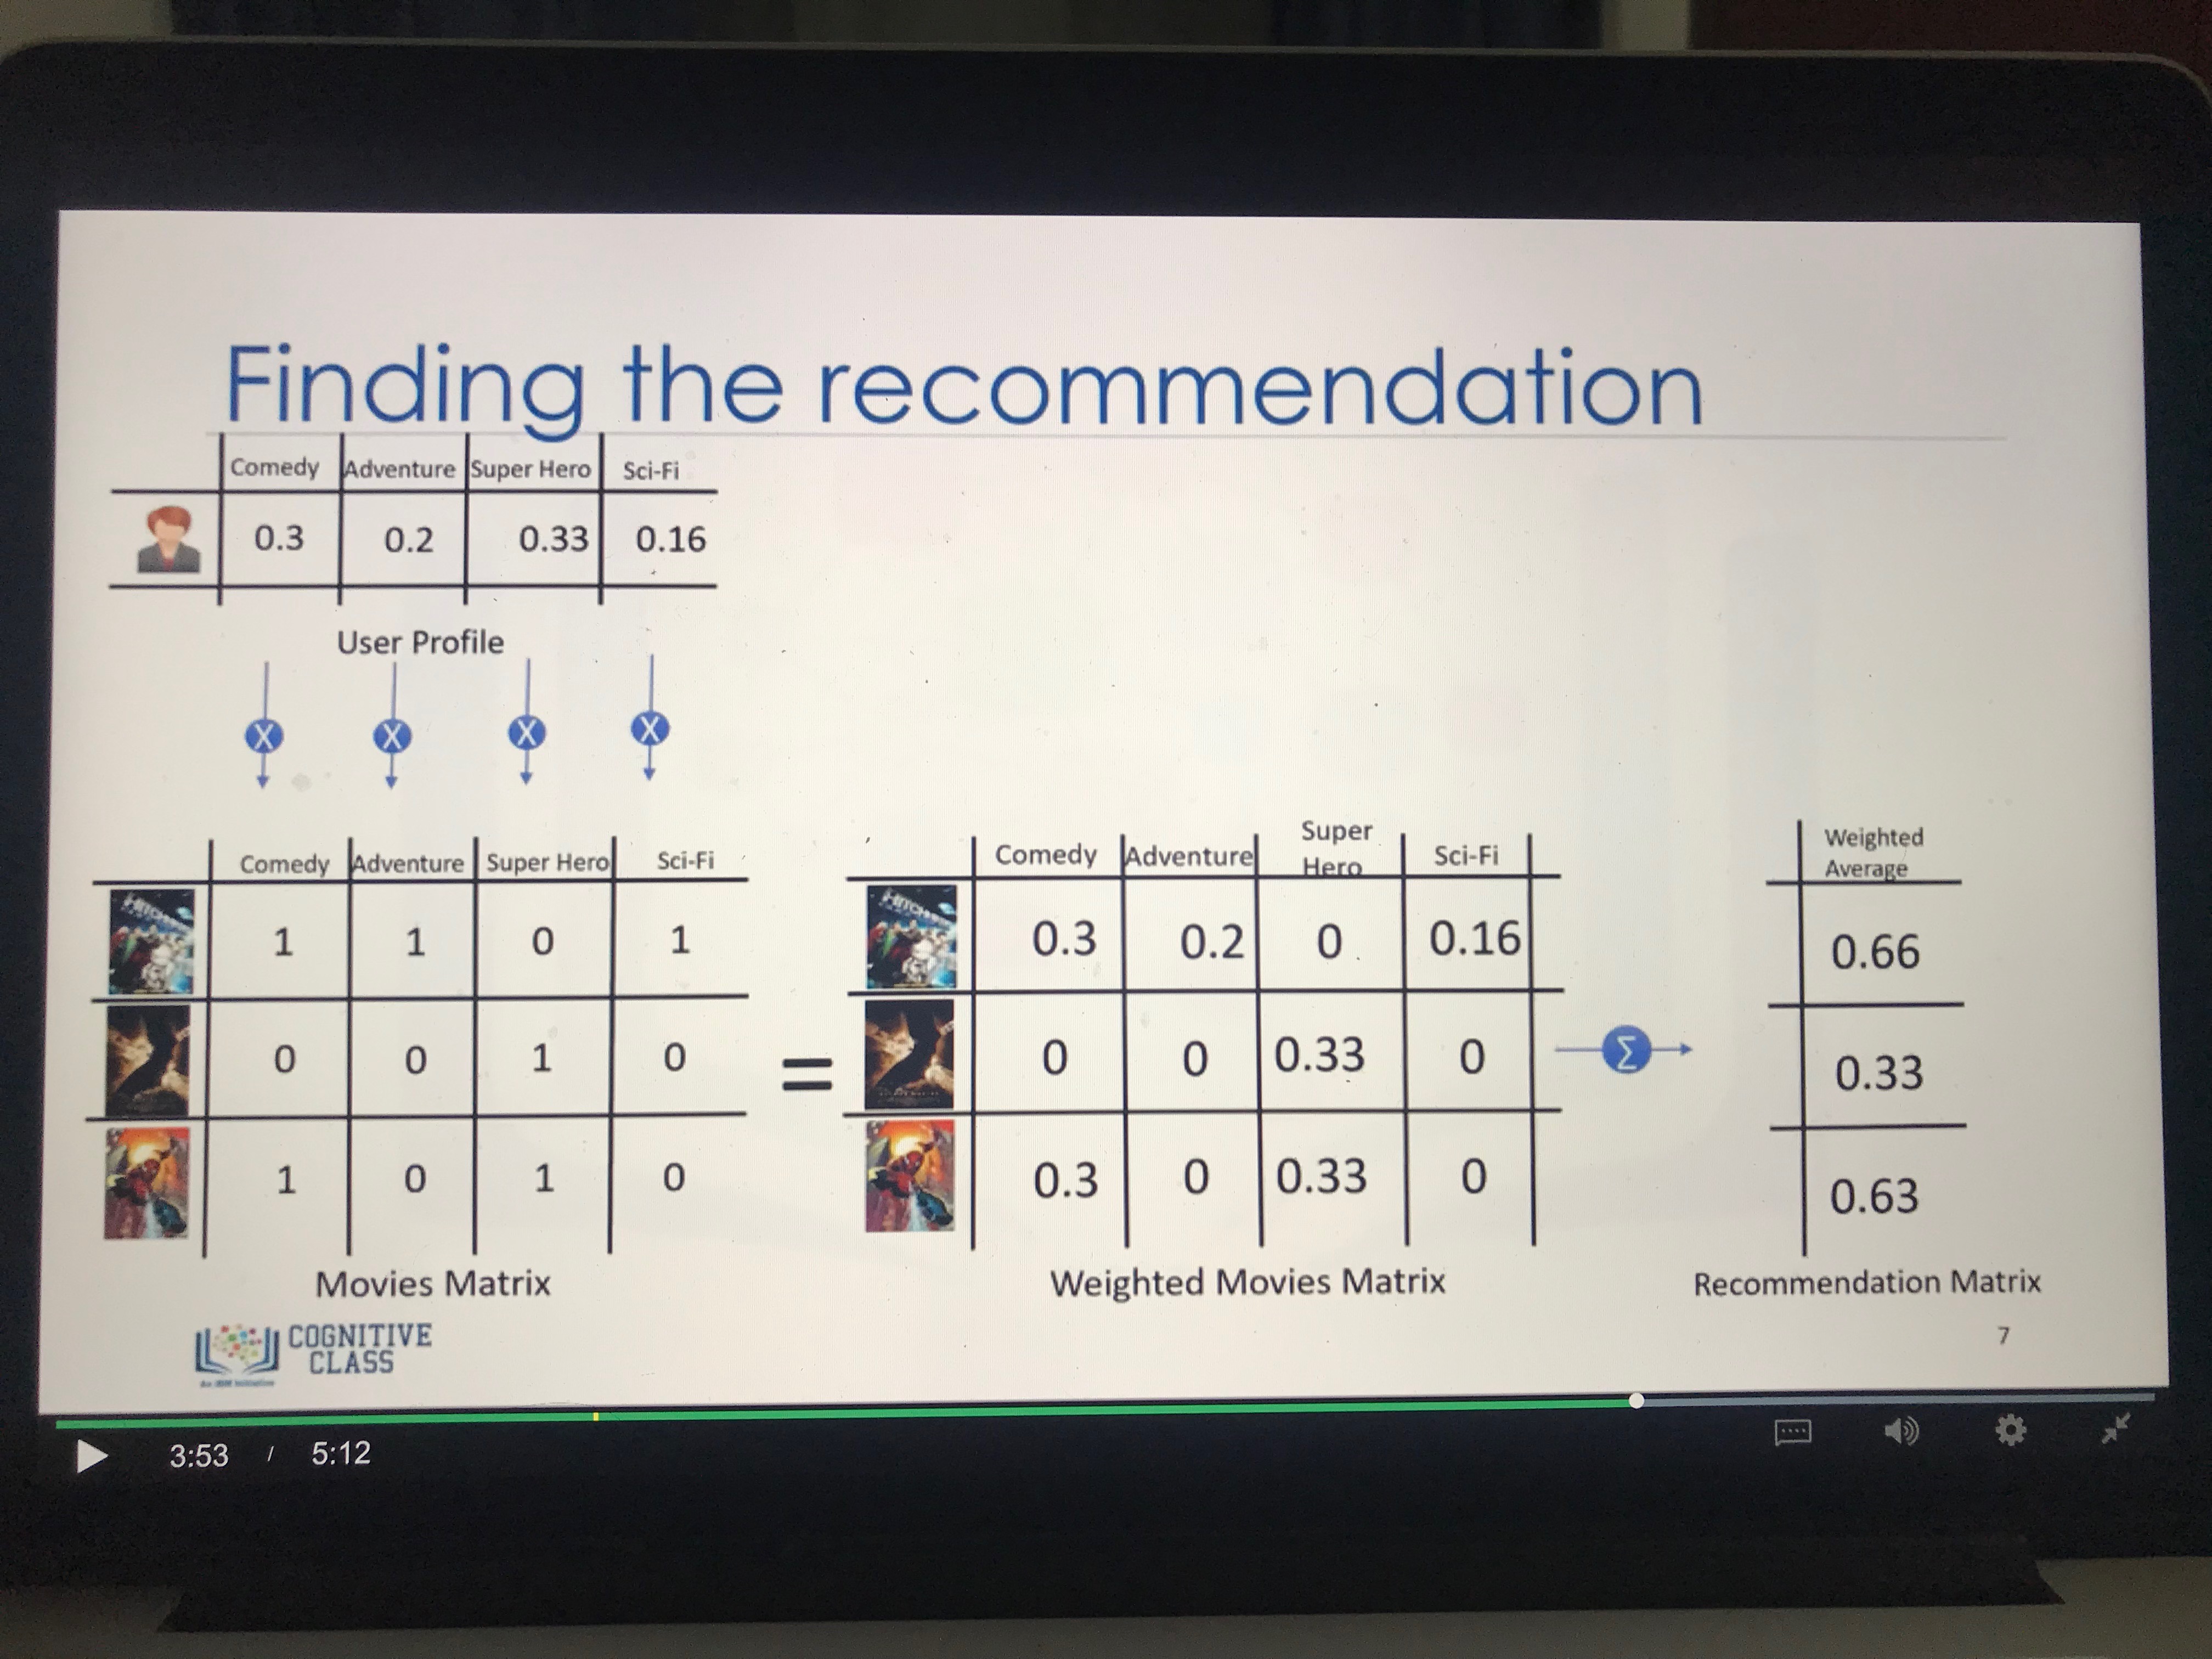 Finding the recommendation
Comedy Adventure Super Hero Sci-Fi
0.3 0.2 0.33 0.16
User Profile
X X X X
Comedy Adventure Super Hero Sci-Fi
1 1 0 1
0 0 1 0
1 0 1 0
Movies Matrix
=
Comedy Adventure Super Hero Sci-Fi
0.3 0.2 0 0.16
0 0 0.33 0
0.3 0 0.33 0
Weighted Movies Matrix
Σ
Weighted
Average
0.66
0.33
0.63
Recommendation Matrix
COGNITIVE
CLASS
An IBM Initiative
7
3:53 / 5:12